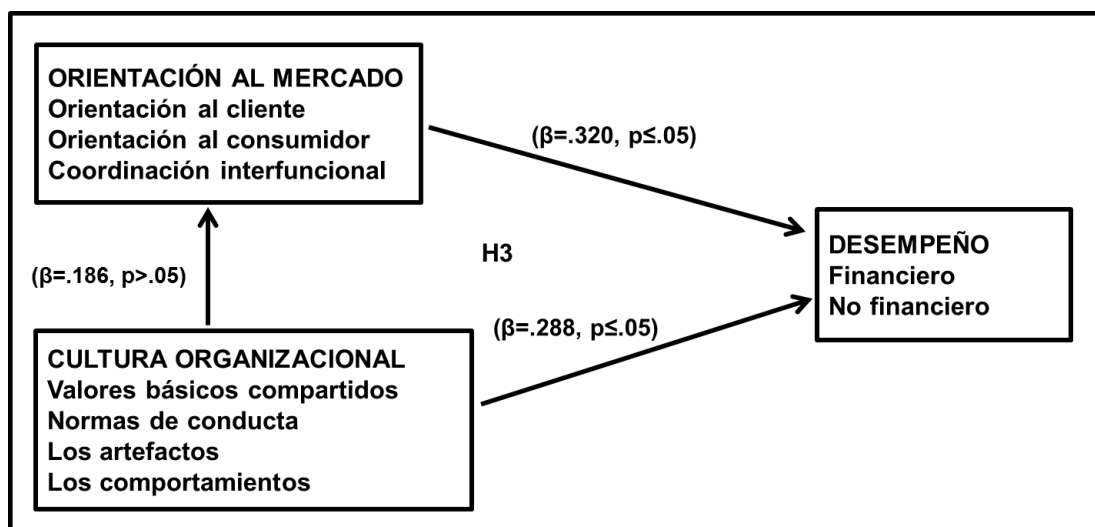 ORIENTACIÓN AL MERCADO
Orientación al cliente
Orientación al consumidor
Coordinación interfuncional
(β=.320, p≤.05)
(β=.186, p>.05)
H3
DESEMPEÑO
Financiero
No financiero
(β=.288, p≤.05)
CULTURA ORGANIZACIONAL
Valores básicos compartidos
Normas de conducta
Los artefactos
Los comportamientos